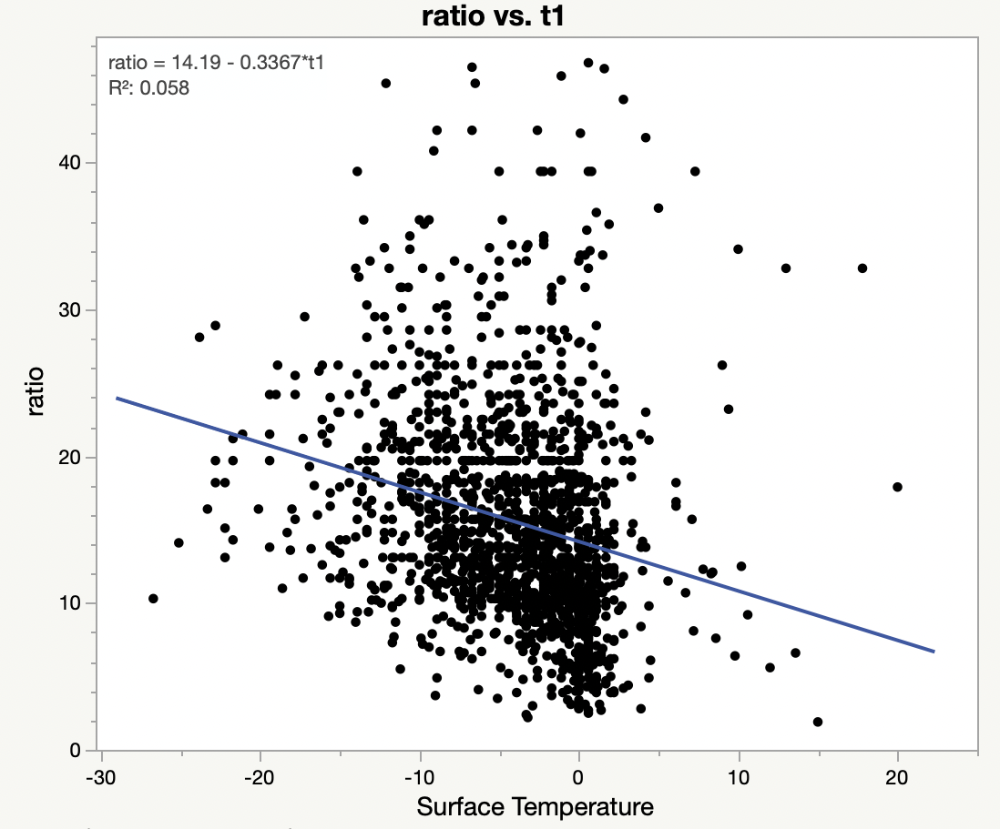 ratio vs. t1
ratio = 14.19 - 0.3367*t1
R²: 0.058
40
30
20
10
0
ratio
-30
-20
-10
0
10
20
Surface Temperature